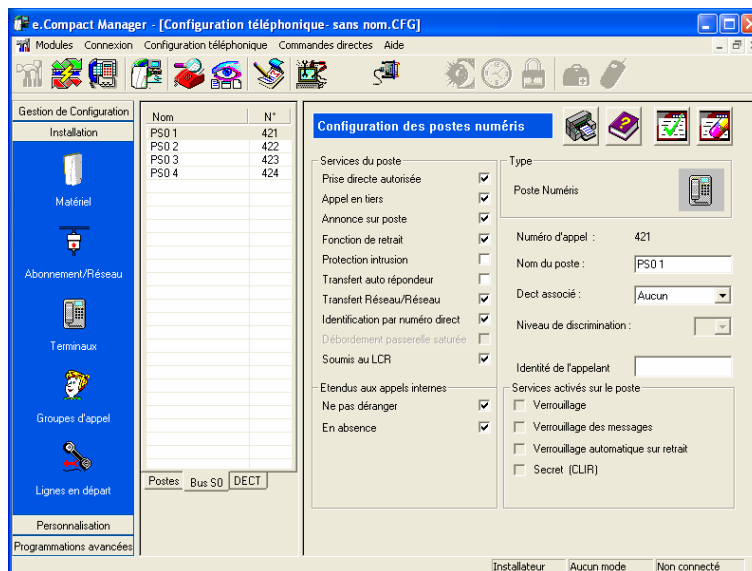 e.Compact Manager - [Configuration téléphonique- sans nom.CFG]
Modules Connexion Configuration téléphonique Commandes directes Aide
Gestion de Configuration
Installation
Matériel
Abonnement/Réseau
Terminaux
Groupes d'appel
Lignes en départ
Personnalisation
Programmations avancées
Nom N°
PS0 1 421
PS0 2 422
PS0 3 423
PS0 4 424
Postes Bus S0 DECT
Configuration des postes numéris
Services du poste
Prise directe autorisée
Appel en tiers
Annonce sur poste
Fonction de retrait
Protection intrusion
Transfert auto répondeur
Transfert Réseau/Réseau
Identification par numéro direct
Débordement passerelle saturée
Soumis au LCR
Etendus aux appels internes
Ne pas déranger
En absence
Type
Poste Numéris
Numéro d'appel : 421
Nom du poste : PS0 1
Dect associé : Aucun
Niveau de discrimination :
Identité de l'appelant
Services activés sur le poste
Verrouillage
Verrouillage des messages
Verrouillage automatique sur retrait
Secret (CLIR)
Installateur Aucun mode Non connecté